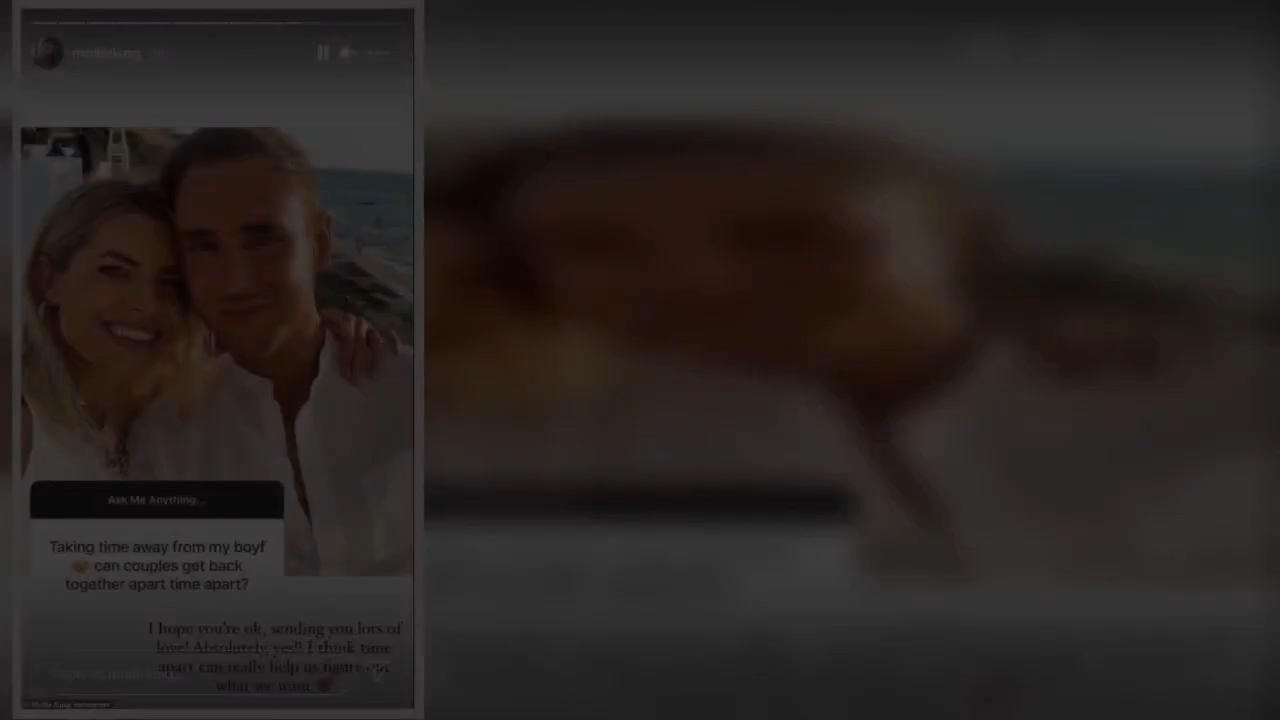 Ask Me Anything...
Taking time away from my boyf
😢 can couples get back
together apart time apart?
I hope you're ok, sending you lots of
love! Absolutely, yes!! I think time
apart can really help us figure out
what we want ❤️